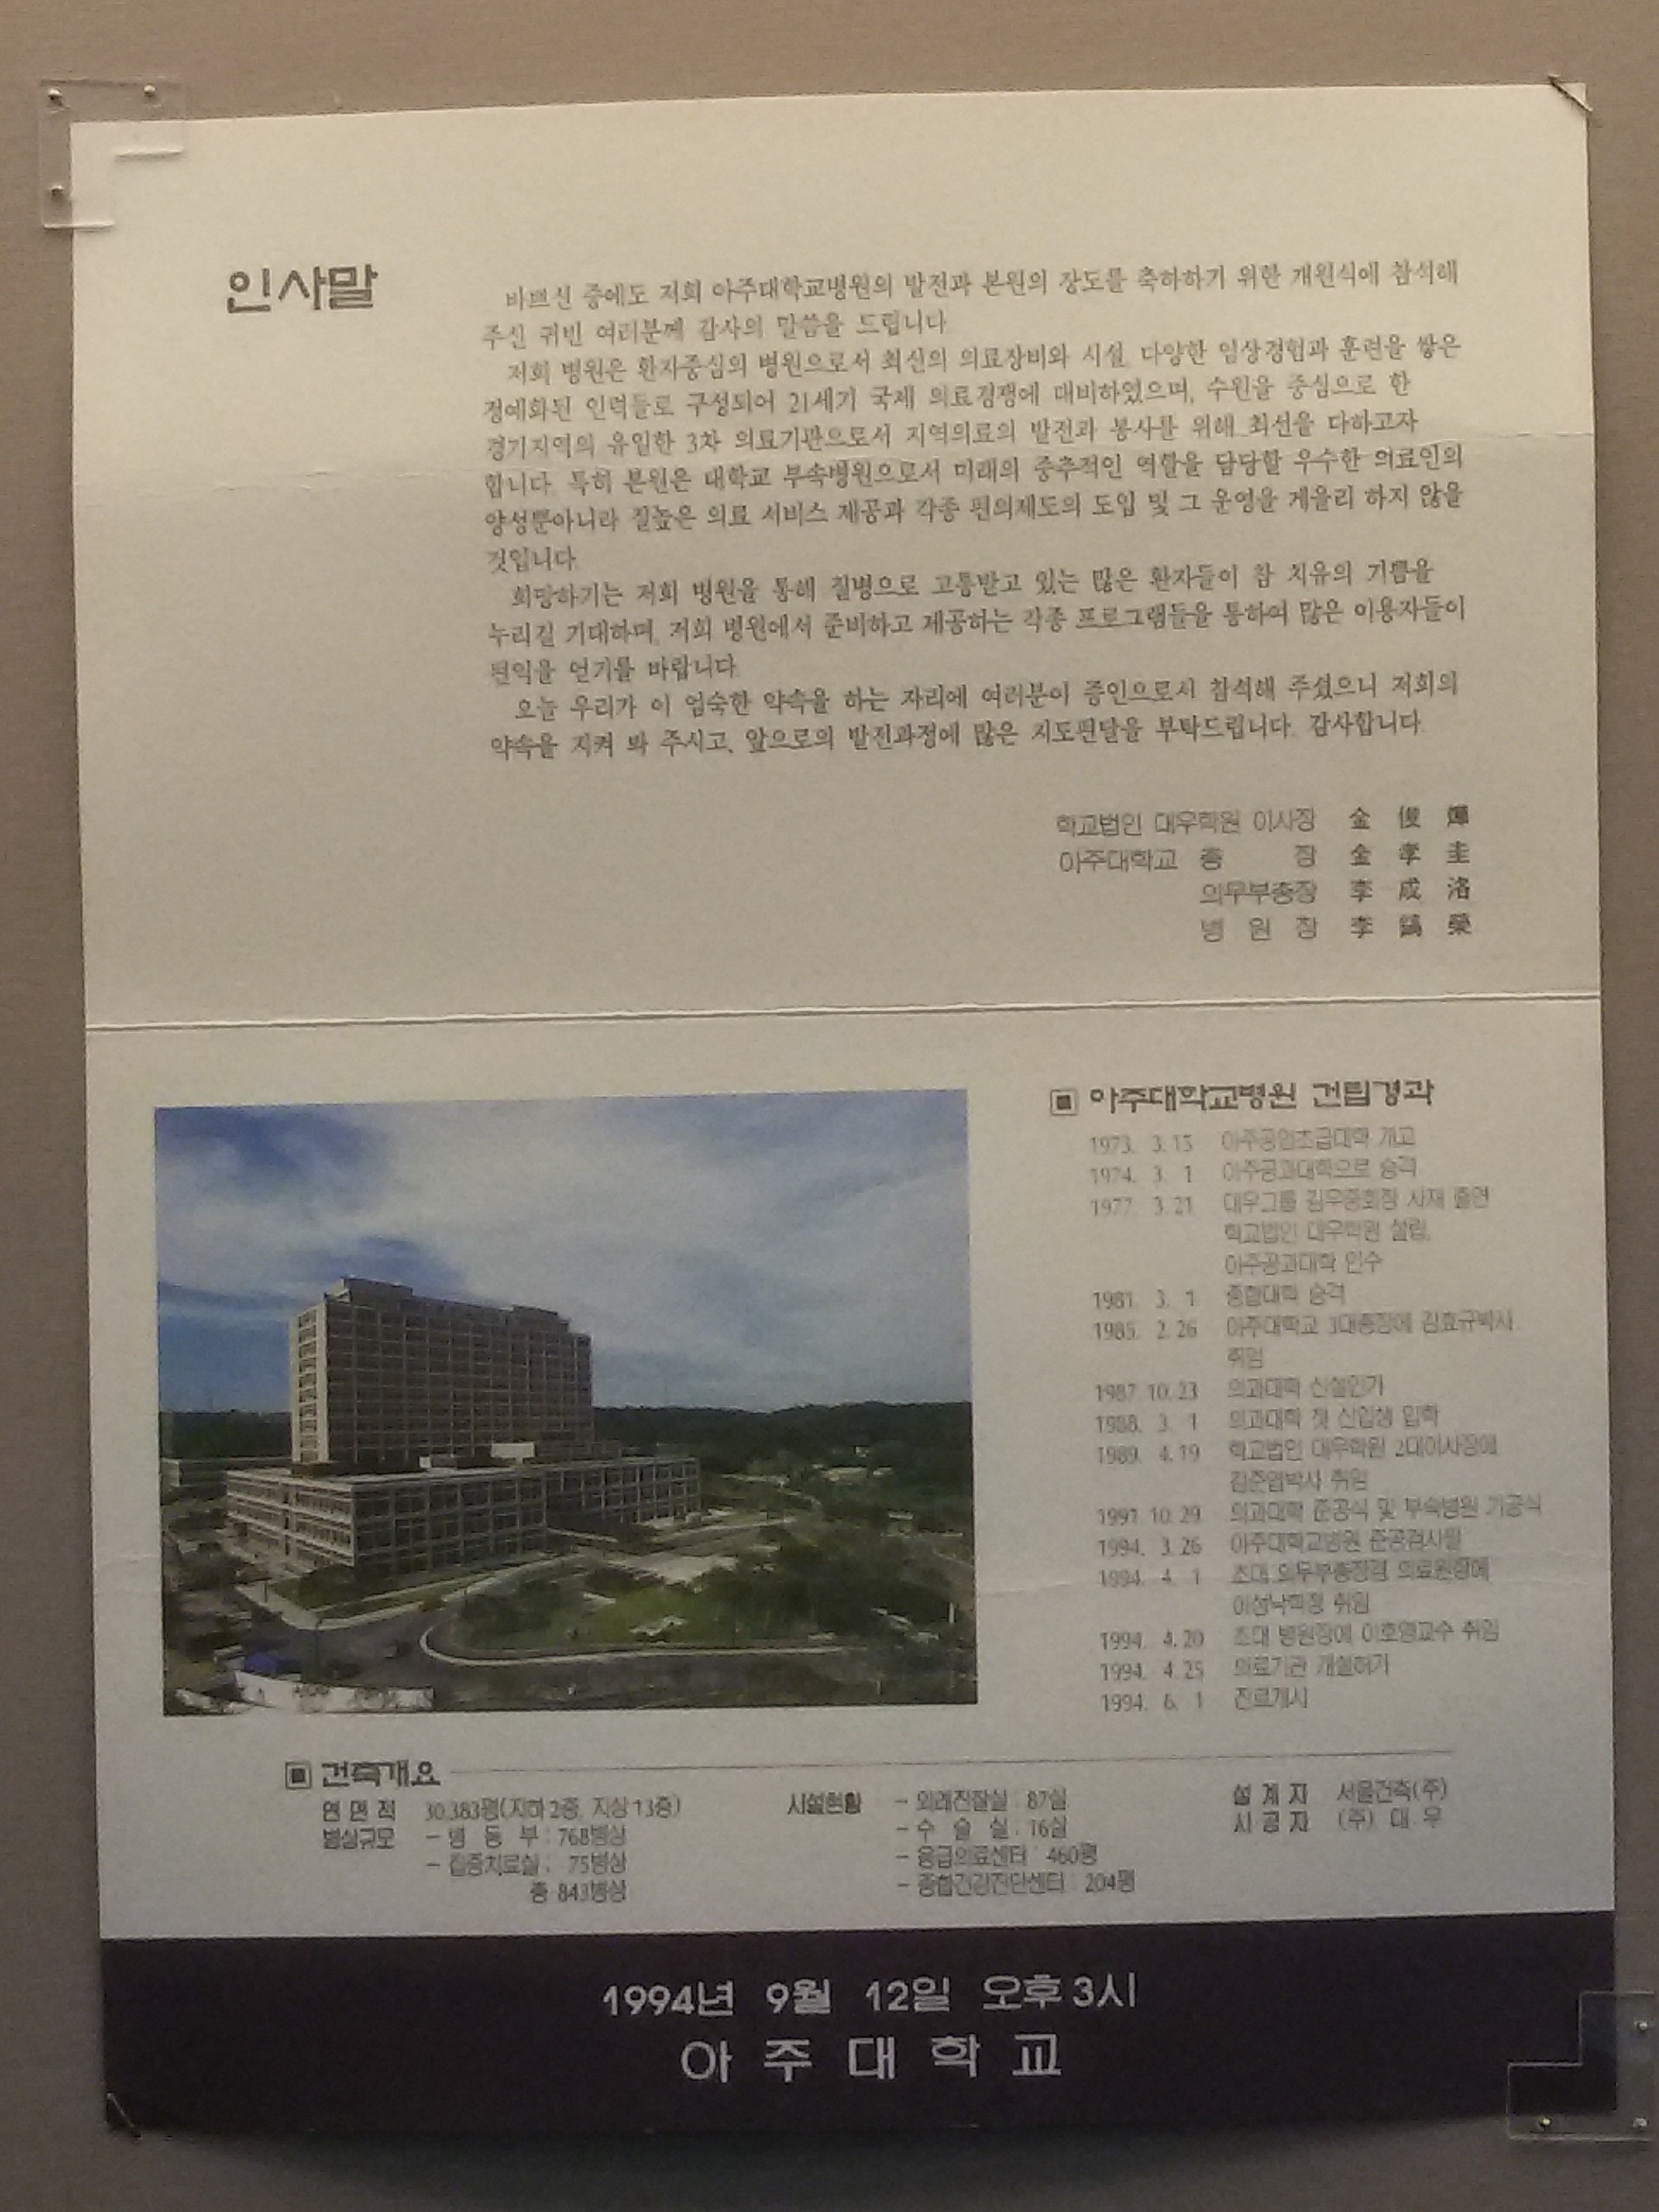 인사말
바쁘신 중에도 저희 아주대학교병원의 발전과 본원의 장도를 축하하기 위한 개원식에 참석해
주신 귀빈 여러분께 감사의 말씀을 드립니다.
저희 병원은 환자중심의 병원으로서 최신의 의료장비와 시설, 다양한 임상경험과 훈련을 쌓은
정예화된 인력들로 구성되어 21세기 국제 의료경쟁에 대비하였으며, 수원을 중심으로 한
경기지역의 유일한 3차 의료기관으로서 지역의료의 발전과 봉사를 위해 최선을 다하고자
합니다. 특히 본원은 대학교 부속병원으로서 미래의 중추적인 역할을 담당할 우수한 의료인의
양성뿐아니라 질높은 의료 서비스 제공과 각종 편의제도의 도입 및 그 운영을 게을리 하지 않을
것입니다.
희망하기는 저희 병원을 통해 질병으로 고통받고 있는 많은 환자들이 참 치유의 기쁨을
누리길 기대하며, 저희 병원에서 준비하고 제공하는 각종 프로그램들을 통하여 많은 이용자들이
편익을 얻기를 바랍니다.
오늘 우리가 이 엄숙한 약속을 하는 자리에 여러분이 증인으로서 참석해 주셨으니 저희의
약속을 지켜 봐 주시고, 앞으로의 발전과정에 많은 지도편달을 부탁드립니다. 감사합니다.
학교법인 대우학원 이사장 金 俊 燁
아주대학교 총 장 金 孝 圭
의무부총장 李 成 洛
병 원 장 李 鎬 榮
아주대학교병원 건립경과
1973. 3. 15 아주공업초급대학 개교
1974. 3. 1 아주공과대학으로 승격
1977. 3. 21 대우그룹 김우중회장 사재 출연
학교법인 대우학원 설립,
아주공과대학 인수
1981. 3. 1 종합대학 승격
1985. 2. 26 아주대학교 3대총장에 김효규박사
취임
1987. 10. 23 의과대학 신설인가
1988. 3. 1 의과대학 첫 신입생 입학
1989. 4. 19 학교법인 대우학원 2대이사장에
김준엽박사 취임
1991. 10. 29 의과대학 준공식 및 부속병원 기공식
1994. 3. 26 아주대학교병원 준공검사필
1994. 4. 1 초대 의무부총장겸 의료원장에
이성낙학장 취임
1994. 4. 20 초대 병원장에 이호영교수 취임
1994. 4. 25 의료기관 개설허가
1994. 6. 1 진료개시
건축개요
연 면 적 30,383평(지하 2층, 지상 13층)
병상규모 - 병 동 부 : 768병상
- 집중치료실 : 75병상
총 843병상
시설현황 - 외래진찰실 : 87실
- 수 술 실 : 16실
- 응급의료센터 : 460평
- 종합건강진단센터 : 204평
설 계 자 서울건축(주)
시 공 자 (주) 대 우
1994년 9월 12일 오후 3시
아 주 대 학 교